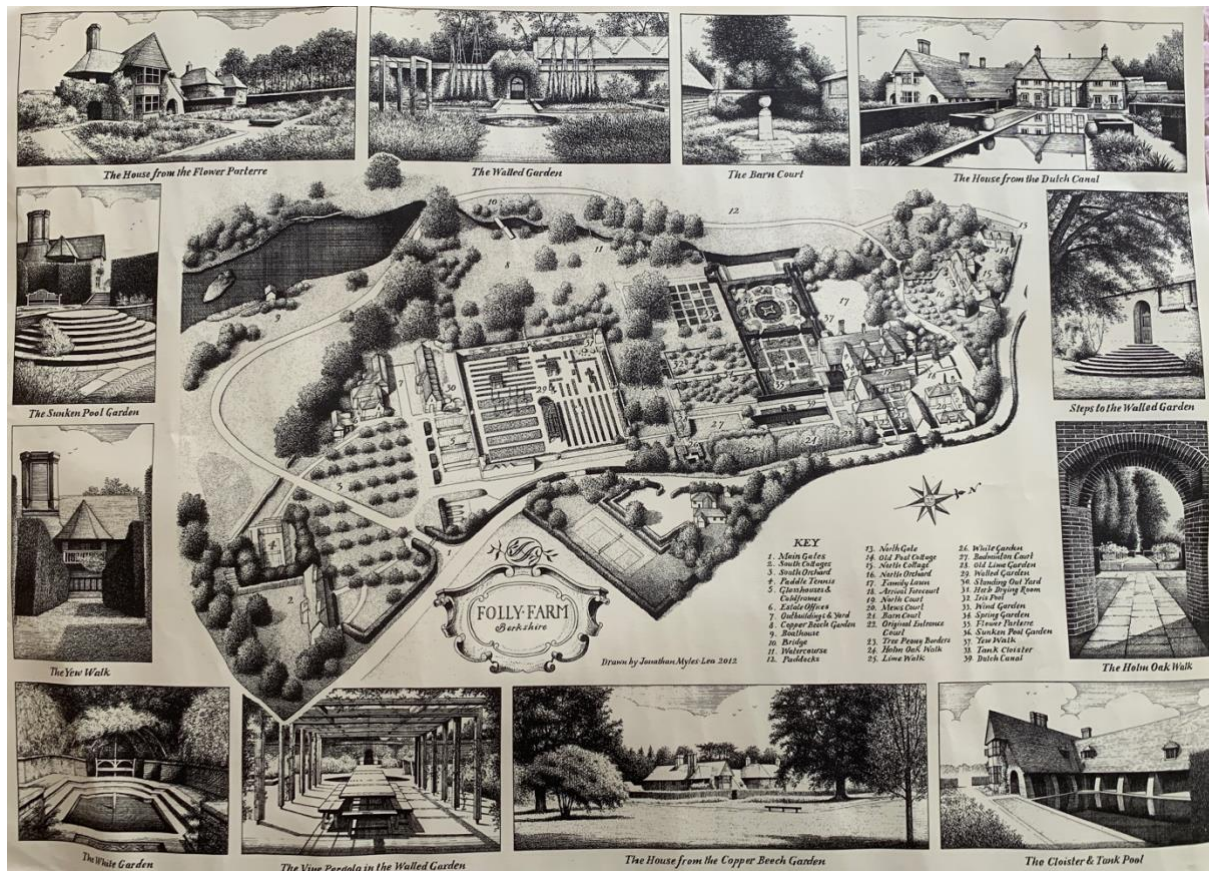 The House from the Flower Parterre
The Walled Garden
The Barn Court
The House from the Dutch Canal
The Sunken Pool Garden
Steps to the Walled Garden
The Yew Walk
The Holm Oak Walk
FOLLY·FARM
Berkshire
Drawn by Jonathan Myles-Lea 2012
KEY
1. Main Gates
2. South Cottages
3. South Orchard
4. Paddle Tennis
5. Glasshouses &
Coldframes
6. Estate Offices
7. Outbuildings & Yard
8. Copper Beech Garden
9. Boathouse
10. Bridge
11. Watercourse
12. Paddocks
13. North Gate
14. Old Post Cottage
15. North Cottage
16. North Orchard
17. Family Lawn
18. Arrival Forecourt
19. North Court
20. Mews Court
21. Barn Court
22. Original Entrance
Court
23. Tree Peony Borders
24. Holm Oak Walk
25. Lime Walk
26. White Garden
27. Badminton Court
28. Old Lime Garden
29. Walled Garden
30. Standing Out Yard
31. Herb Drying Room
32. Iris Pool
33. Wind Garden
34. Spring Garden
35. Flower Parterre
36. Sunken Pool Garden
37. Yew Walk
38. Tank Cloister
39. Dutch Canal
The White Garden
The Vine Pergola in the Walled Garden
The House from the Copper Beech Garden
The Cloister & Tank Pool